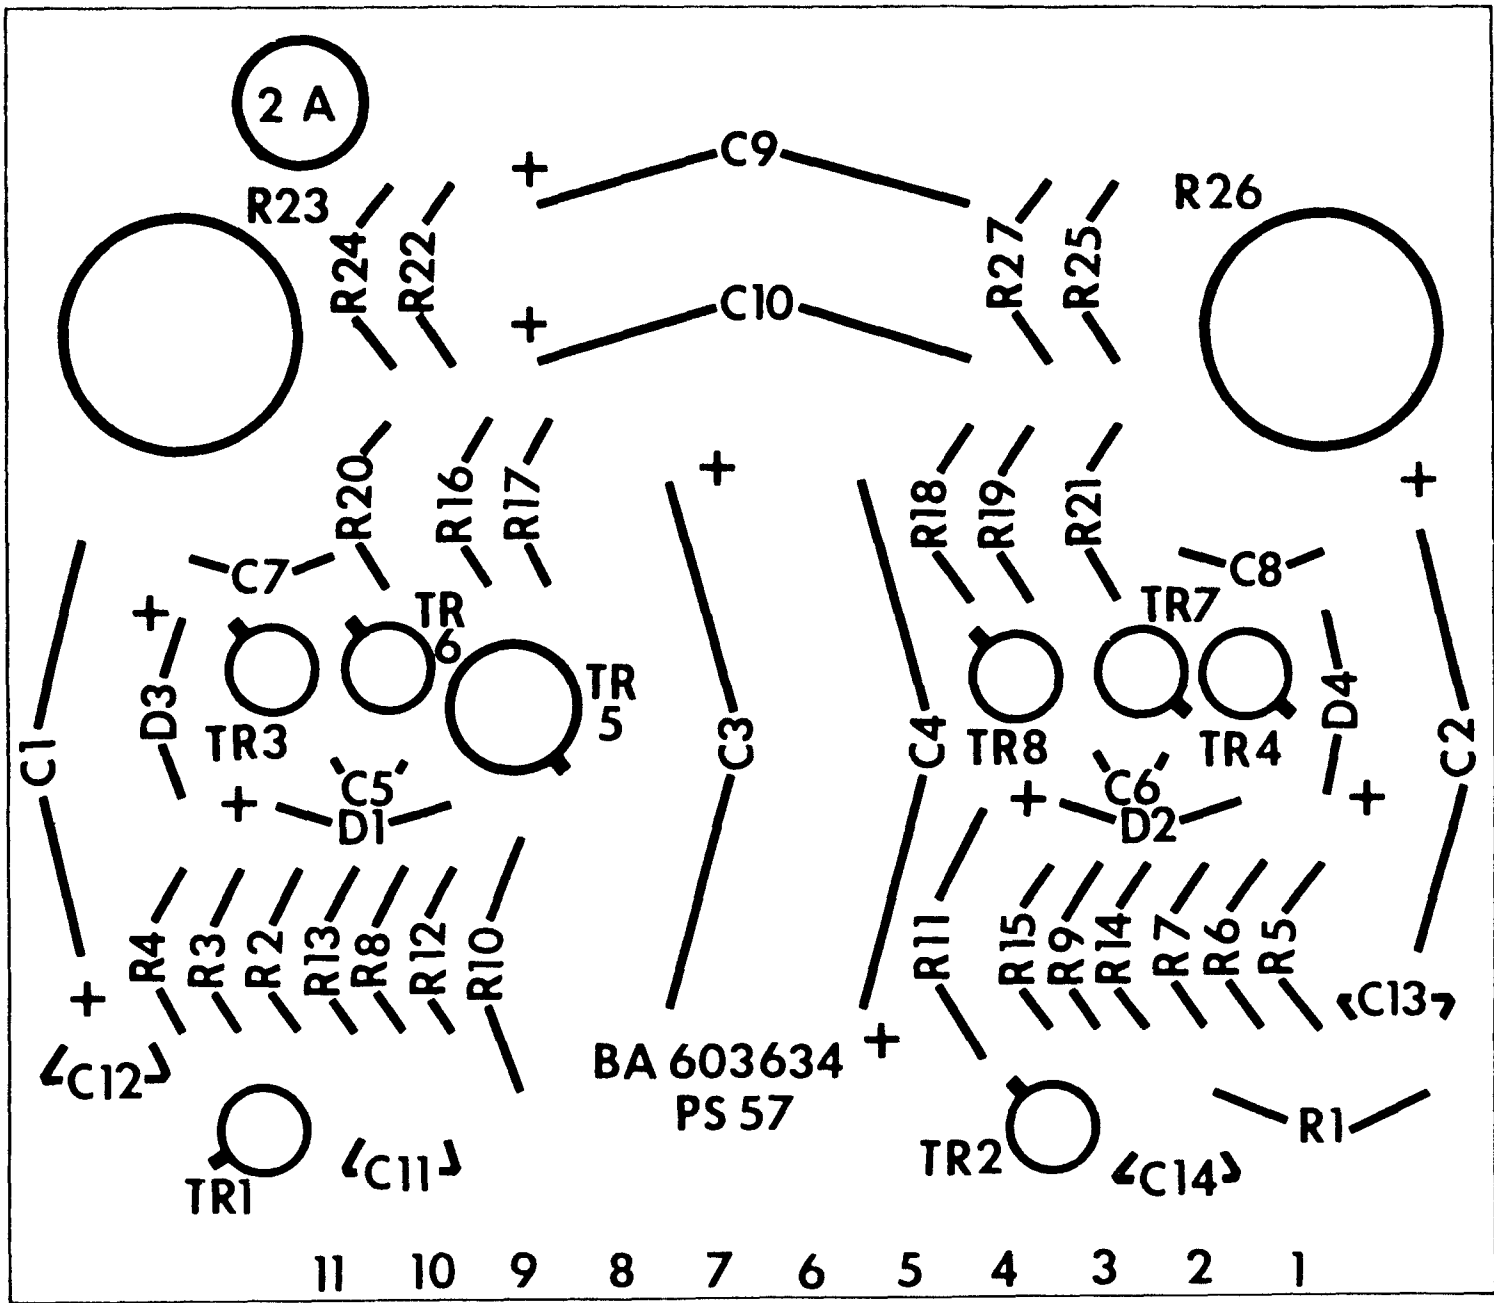 2 A
C9
+
R23
R26
R24
R22
R27
R25
C10
+
+
+
R20
R16
R17
R18
R19
R21
C7
C8
+
TR
6
TR7
TR
5
D3
D4
TR3
TR8
TR4
C1
C3
C4
C2
C5
+
D1
C6
+
D2
+
R4
R3
R2
R13
R8
R12
R10
R11
R15
R9
R14
R7
R6
R5
+
C13
BA 603634
+
PS 57
C12
R1
TR1
C11
TR2
C14
11 10 9 8 7 6 5 4 3 2 1